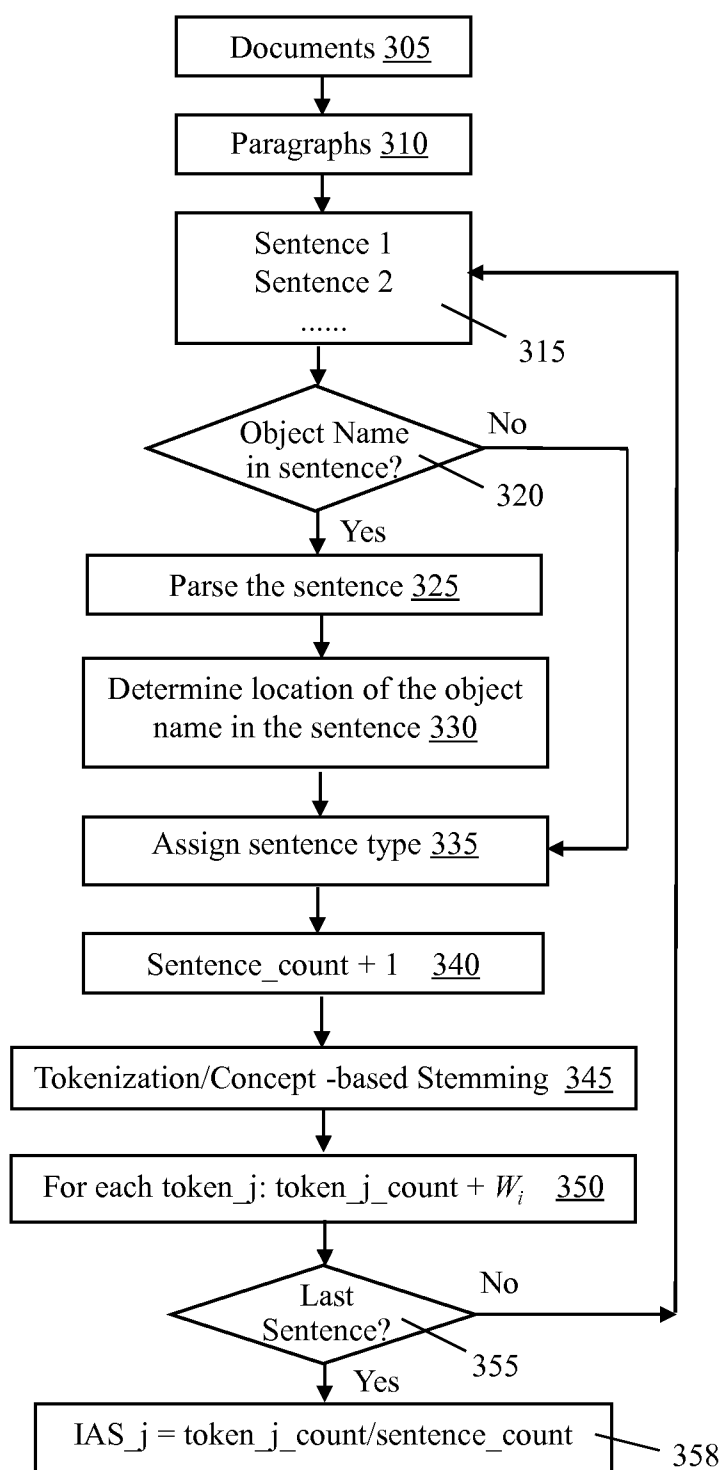 Documents 305
Paragraphs 310
Sentence 1
Sentence 2
......
315
Object Name
in sentence?
No
320
Yes
Parse the sentence 325
Determine location of the object
name in the sentence 330
Assign sentence type 335
Sentence_count + 1 340
Tokenization/Concept -based Stemming 345
For each token_j: token_j_count + Wi 350
Last
Sentence?
No
355
Yes
IAS_j = token_j_count/sentence_count
358